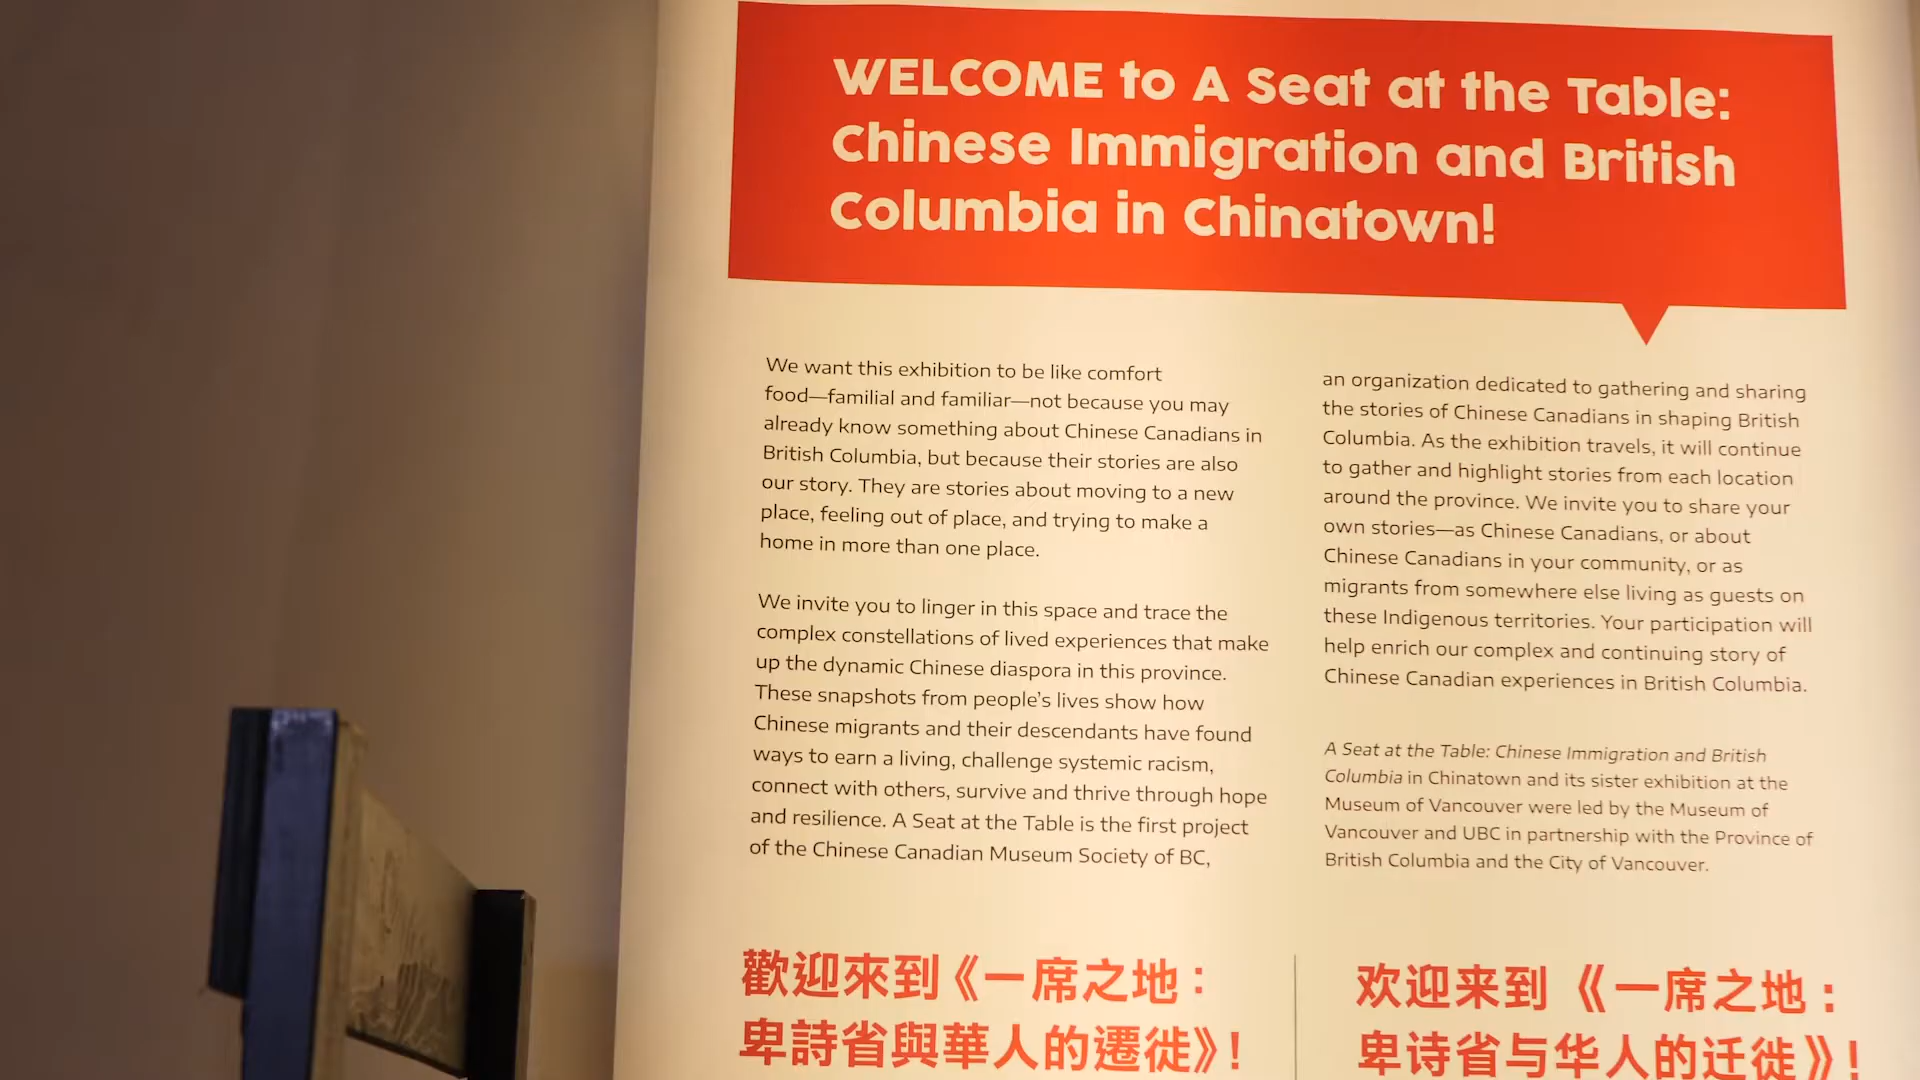 WELCOME to A Seat at the Table:
Chinese Immigration and British
Columbia in Chinatown!
We want this exhibition to be like comfort
food—familial and familiar—not because you may
already know something about Chinese Canadians in
British Columbia, but because their stories are also
our story. They are stories about moving to a new
place, feeling out of place, and trying to make a
home in more than one place.
We invite you to linger in this space and trace the
complex constellations of lived experiences that make
up the dynamic Chinese diaspora in this province.
These snapshots from people's lives show how
Chinese migrants and their descendants have found
ways to earn a living, challenge systemic racism,
connect with others, survive and thrive through hope
and resilience. A Seat at the Table is the first project
of the Chinese Canadian Museum Society of BC,
an organization dedicated to gathering and sharing
the stories of Chinese Canadians in shaping British
Columbia. As the exhibition travels, it will continue
to gather and highlight stories from each location
around the province. We invite you to share your
own stories—as Chinese Canadians, or about
Chinese Canadians in your community, or as
migrants from somewhere else living as guests on
these Indigenous territories. Your participation will
help enrich our complex and continuing story of
Chinese Canadian experiences in British Columbia.
A Seat at the Table: Chinese Immigration and British
Columbia in Chinatown and its sister exhibition at the
Museum of Vancouver were led by the Museum of
Vancouver and UBC in partnership with the Province of
British Columbia and the City of Vancouver.
歡迎來到《一席之地：
卑詩省與華人的遷徙》！
欢迎来到《一席之地：
卑诗省与华人的迁徙》！